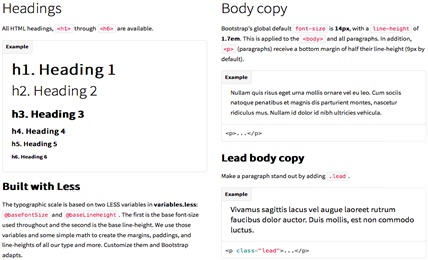 Headings
All HTML headings, <h1> through <h6> are available.
Example
h1. Heading 1
h2. Heading 2
h3. Heading 3
h4. Heading 4
h5. Heading 5
h6. Heading 6
Built with Less
The typographic scale is based on two LESS variables in variables.less:
@baseFontSize and @baseLineHeight. The first is the base font-size
used throughout and the second is the base line-height. We use those
variables and some simple math to create the margins, paddings, and
line-heights of all our type and more. Customize them and Bootstrap
adapts.
Body copy
Bootstrap's global default font-size is 14px, with a line-height of
1.7em. This is applied to the <body> and all paragraphs. In addition,
<p> (paragraphs) receive a bottom margin of half their line-height (9px by
default).
Example
Nullam quis risus eget urna mollis ornare vel eu leo. Cum sociis
natoque penatibus et magnis dis parturient montes, nascetur
ridiculus mus. Nullam id dolor id nibh ultricies vehicula.
<p>...</p>
Lead body copy
Make a paragraph stand out by adding .lead.
Example
Vivamus sagittis lacus vel augue laoreet rutrum
faucibus dolor auctor. Duis mollis, est non commodo
luctus.
<p class="lead">...</p>